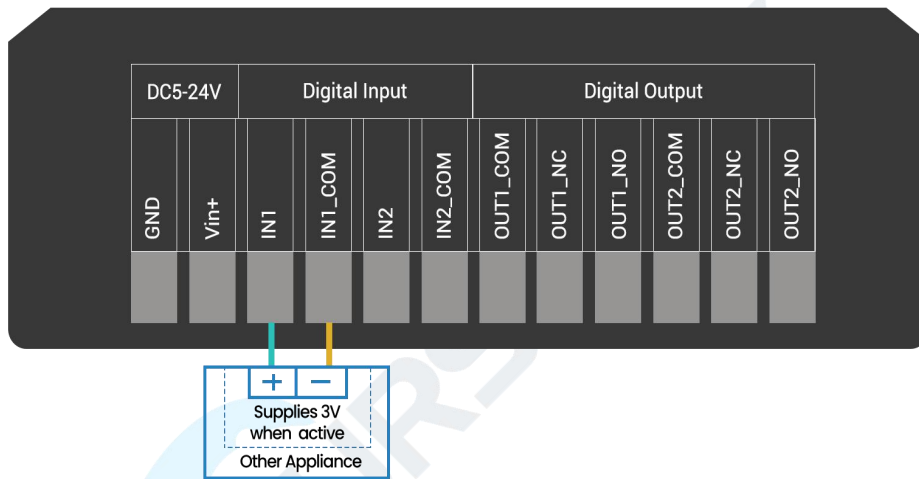 DC5-24V
Digital Input
Digital Output
GND
Vin+
IN1
IN1_COM
IN2
IN2_COM
OUT1_COM
OUT1_NC
OUT1_NO
OUT2_COM
OUT2_NC
OUT2_NO
+ −
Supplies 3V
when active
Other Appliance